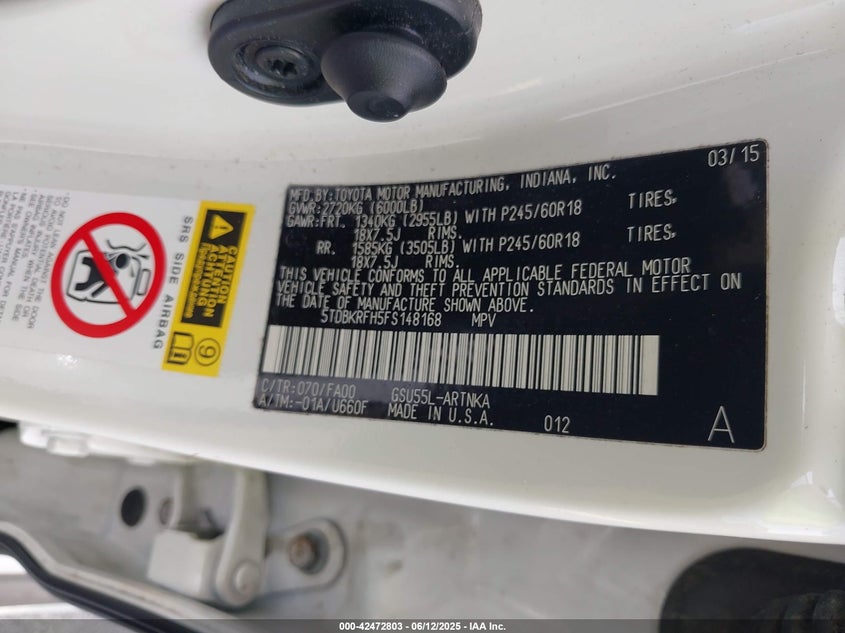 03/15
MFD.BY:TOYOTA MOTOR MANUFACTURING, INDIANA, INC.
GVWR:2720KG (6000LB)
GAWR:FRT. 1340KG (2955LB) WITH P245/60R18 TIRES,
18X7.5J RIMS.
RR. 1585KG (3505LB) WITH P245/60R18 TIRES,
18X7.5J RIMS.
THIS VEHICLE CONFORMS TO ALL APPLICABLE FEDERAL MOTOR
VEHICLE SAFETY AND THEFT PREVENTION STANDARDS IN EFFECT ON
THE DATE OF MANUFACTURE SHOWN ABOVE.
5TDBKRFH5FS148168 MPV
C/TR:070/FA00 GSU55L-ARTNKA
A/TM:-01A/U660F MADE IN U.S.A.
012
A
SRS SIDE AIRBAG
CAUTION
ACHTUNG
ATTENTION
9
000-42472803 - 06/12/2025 - IAA Inc.